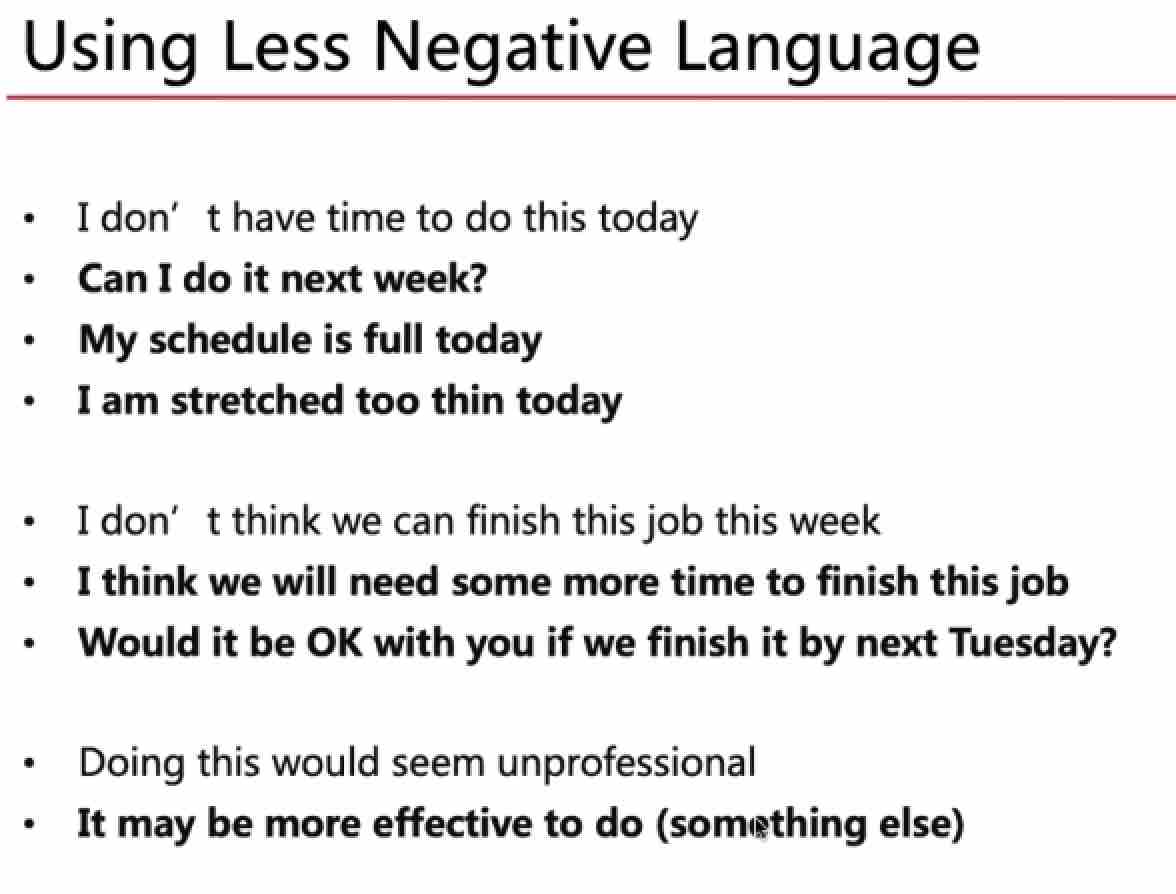 Using Less Negative Language
• I don’t have time to do this today
• Can I do it next week?
• My schedule is full today
• I am stretched too thin today
• I don’t think we can finish this job this week
• I think we will need some more time to finish this job
• Would it be OK with you if we finish it by next Tuesday?
• Doing this would seem unprofessional
• It may be more effective to do (something else)